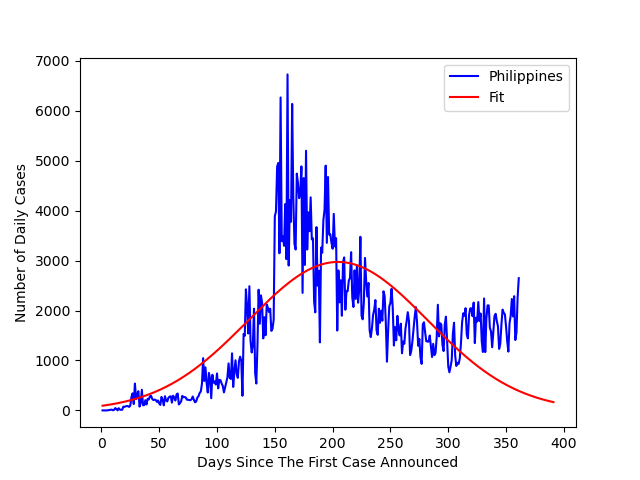 7000
6000
5000
4000
3000
2000
1000
0
Number of Daily Cases
Philippines
Fit
0 50 100 150 200 250 300 350 400
Days Since The First Case Announced